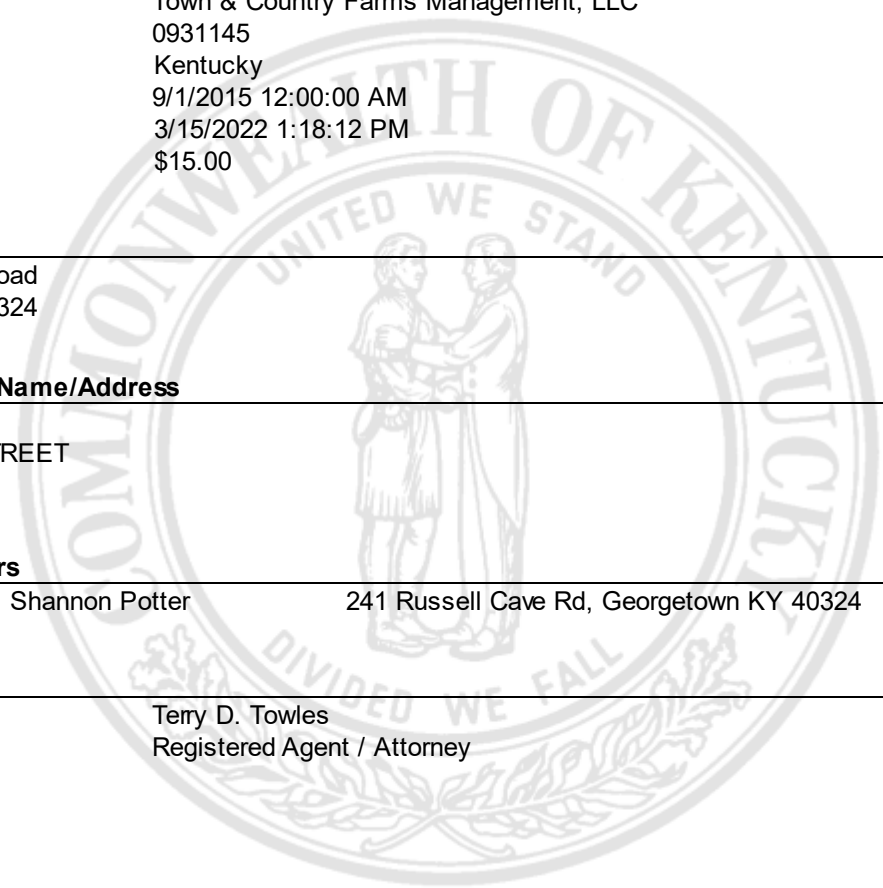 Town & Country Farms Management, LLC
0931145
Kentucky
9/1/2015 12:00:00 AM
3/15/2022 1:18:12 PM
$15.00
oad
324
Name/Address
REET
rs
Shannon Potter 241 Russell Cave Rd, Georgetown KY 40324
Terry D. Towles
Registered Agent / Attorney
COMMONWEALTH OF KENTUCKY
UNITED WE STAND
DIVIDED WE FALL